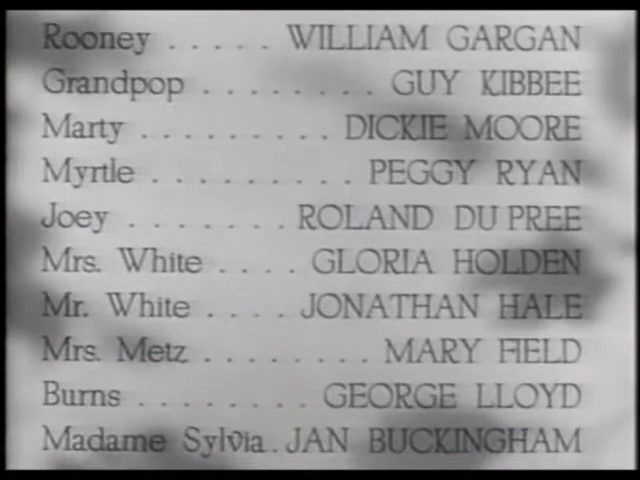 Rooney . . . . . WILLIAM GARGAN
Grandpop . . . . . . . . GUY KIBBEE
Marty . . . . . . . . . DICKIE MOORE
Myrtle . . . . . . . . . PEGGY RYAN
Joey . . . . . . . ROLAND DU PREE
Mrs. White . . . . GLORIA HOLDEN
Mr. White . . . . JONATHAN HALE
Mrs. Metz . . . . . . . . MARY FIELD
Burns . . . . . . . . GEORGE LLOYD
Madame Sylvia . JAN BUCKINGHAM